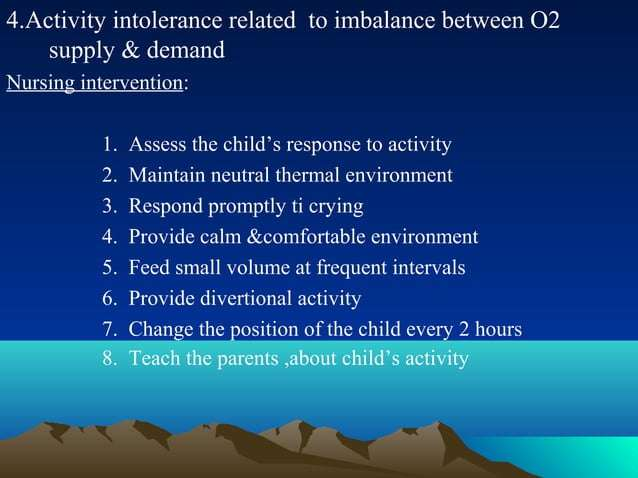 4.Activity intolerance related  to imbalance between O2
supply & demand
Nursing intervention:
1. Assess the child’s response to activity
2. Maintain neutral thermal environment
3. Respond promptly ti crying
4. Provide calm &comfortable environment
5. Feed small volume at frequent intervals
6. Provide divertional activity
7. Change the position of the child every 2 hours
8. Teach the parents ,about child’s activity